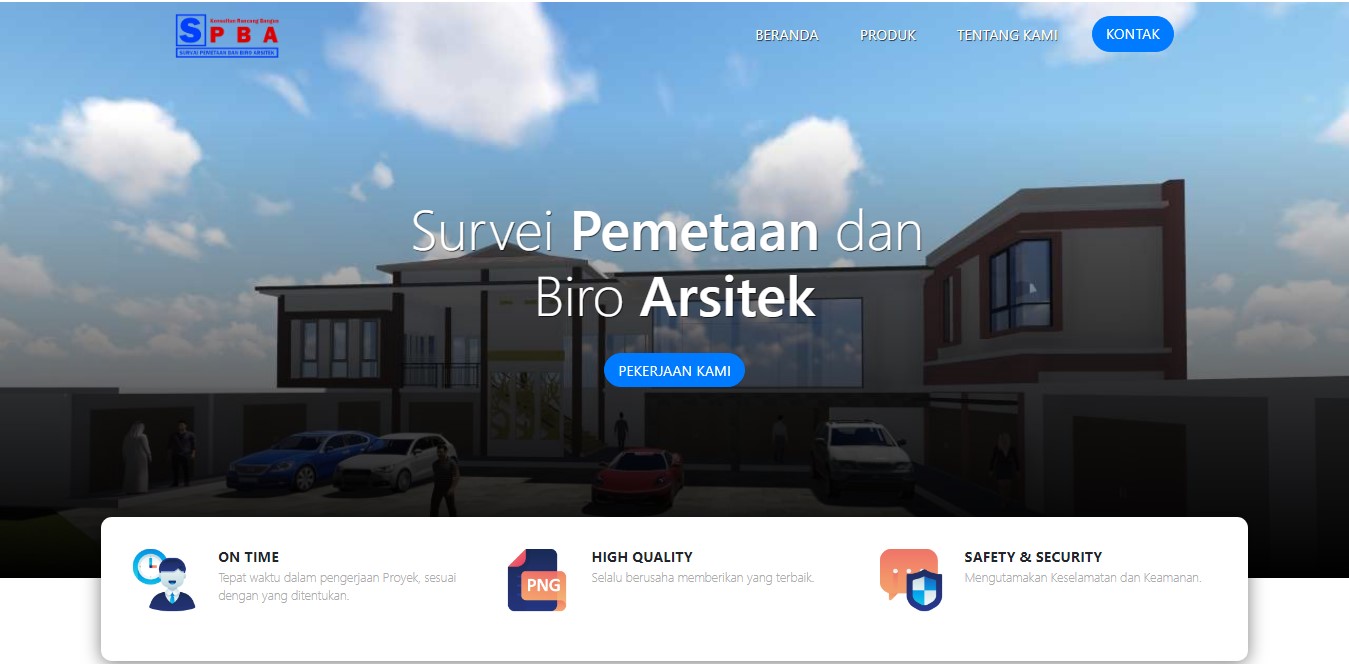 Konsultan Rancang Bangun
SPBA
SURVEI PEMETAAN DAN BIRO ARSITEK
BERANDA
PRODUK
TENTANG KAMI
KONTAK
Survei Pemetaan dan
Biro Arsitek
PEKERJAAN KAMI
ON TIME
Tepat waktu dalam pengerjaan Proyek, sesuai
dengan yang ditentukan.
PNG
HIGH QUALITY
Selalu berusaha memberikan yang terbaik.
SAFETY & SECURITY
Mengutamakan Keselamatan dan Keamanan.